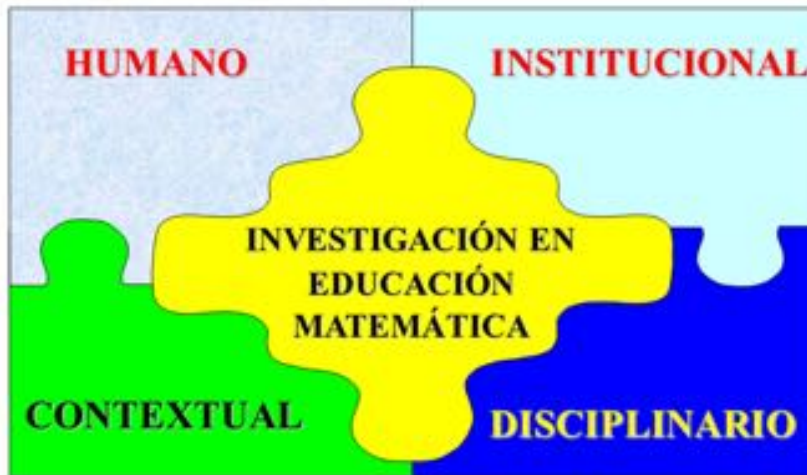 HUMANO
INSTITUCIONAL
INVESTIGACIÓN EN
EDUCACIÓN
MATEMÁTICA
CONTEXTUAL
DISCIPLINARIO